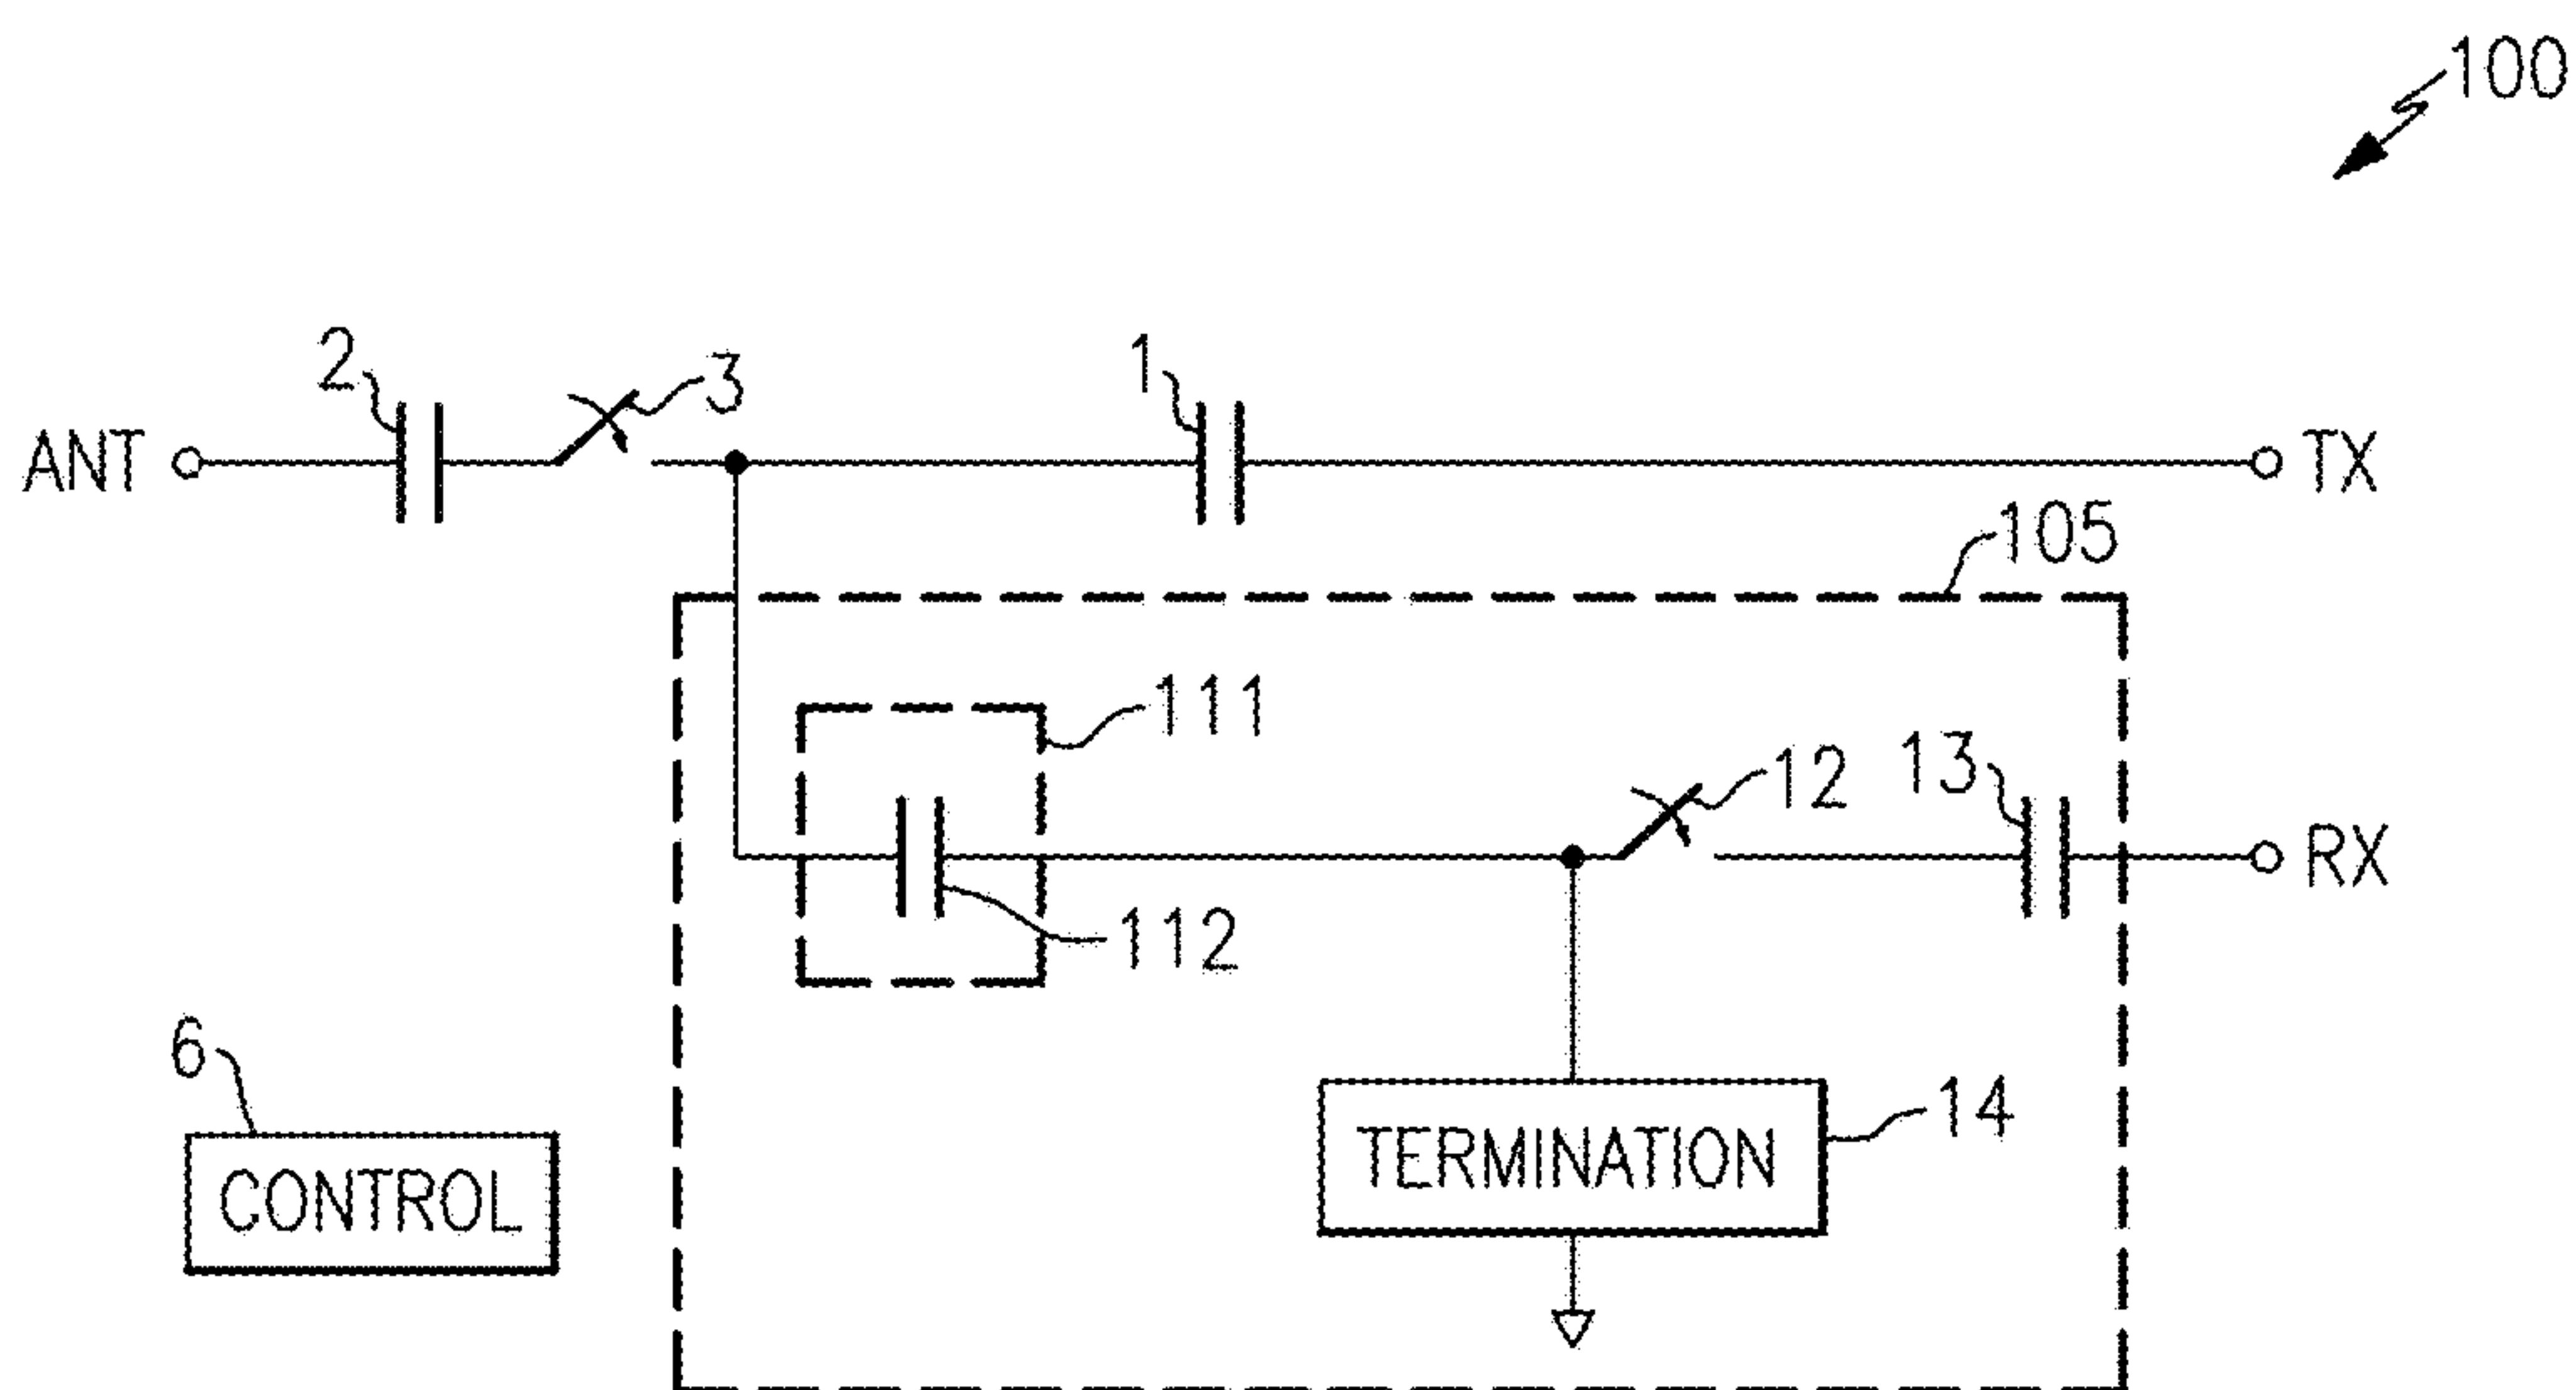 100
2
3
1
ANT
TX
105
111
12
13
RX
112
6
14
TERMINATION
CONTROL